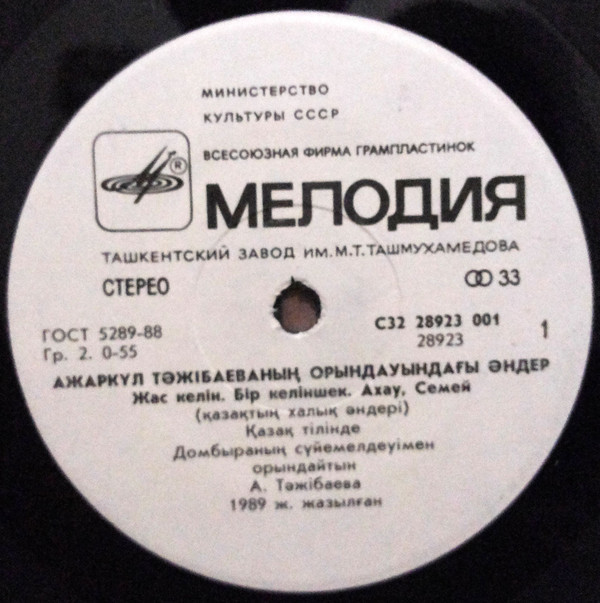 МИНИСТЕРСТВО
КУЛЬТУРЫ СССР
ВСЕСОЮЗНАЯ ФИРМА ГРАМПЛАСТИНОК
®
МЕЛОДИЯ
ТАШКЕНТСКИЙ ЗАВОД ИМ. М.Т. ТАШМУХАМЕДОВА
СТЕРЕО 33
ГОСТ 5289-88
Гр. 2. 0-55
С32 28923 001
28923
1
АЖАРКҮЛ ТӘЖІБАЕВАНЫҢ ОРЫНДАУЫНДАҒЫ ӘНДЕР
Жас келін. Бір келіншек. Ахау, Семей
(қазақтың халық әндері)
Қазақ тілінде
Домбыраның сүйемелдеуімен
орындайтын
А. Тәжібаева
1989 ж. жазылған